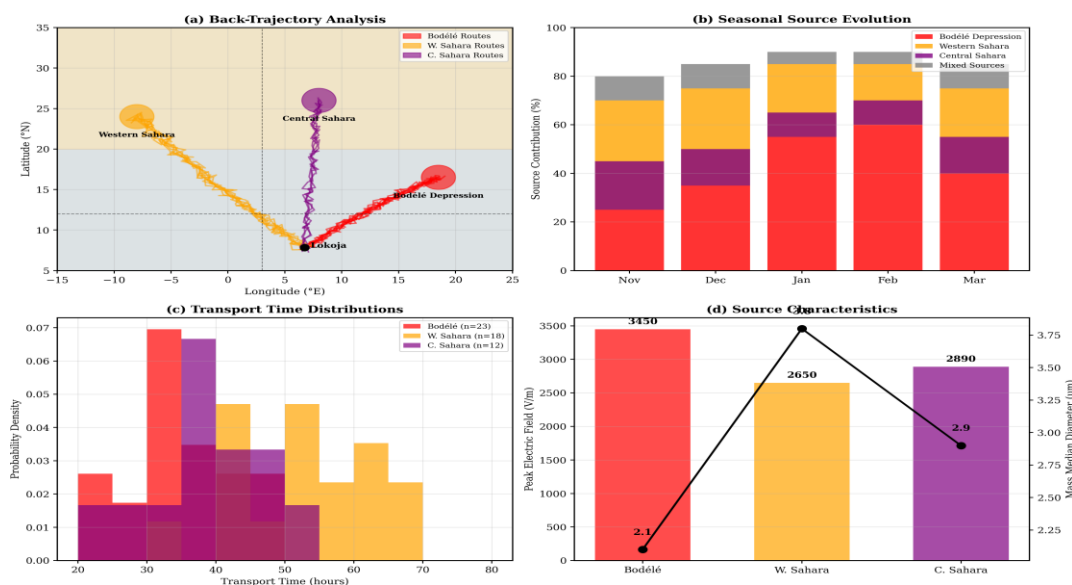 (a) Back-Trajectory Analysis
35
30
25
20
15
10
5
Latitude (°N)
Bodélé Routes
W. Sahara Routes
C. Sahara Routes
Western Sahara
Central Sahara
Bodélé Depression
Lokoja
−15
−10
−5
0
5
10
15
20
25
Longitude (°E)
(b) Seasonal Source Evolution
100
80
60
40
20
0
Source Contribution (%)
Bodélé Depression
Western Sahara
Central Sahara
Mixed Sources
Nov
Dec
Jan
Feb
Mar
(c) Transport Time Distributions
0.07
0.06
0.05
0.04
0.03
0.02
0.01
0.00
Probability Density
Bodélé (n=23)
W. Sahara (n=18)
C. Sahara (n=12)
20
30
40
50
60
70
80
Transport Time (hours)
(d) Source Characteristics
3500
3000
2500
2000
1500
1000
500
0
Peak Electric Field (V/m)
3450
2650
2890
2.1
3.8
2.9
3.75
3.50
3.25
3.00
2.75
2.50
2.25
Mass Median Diameter (μm)
Bodélé
W. Sahara
C. Sahara